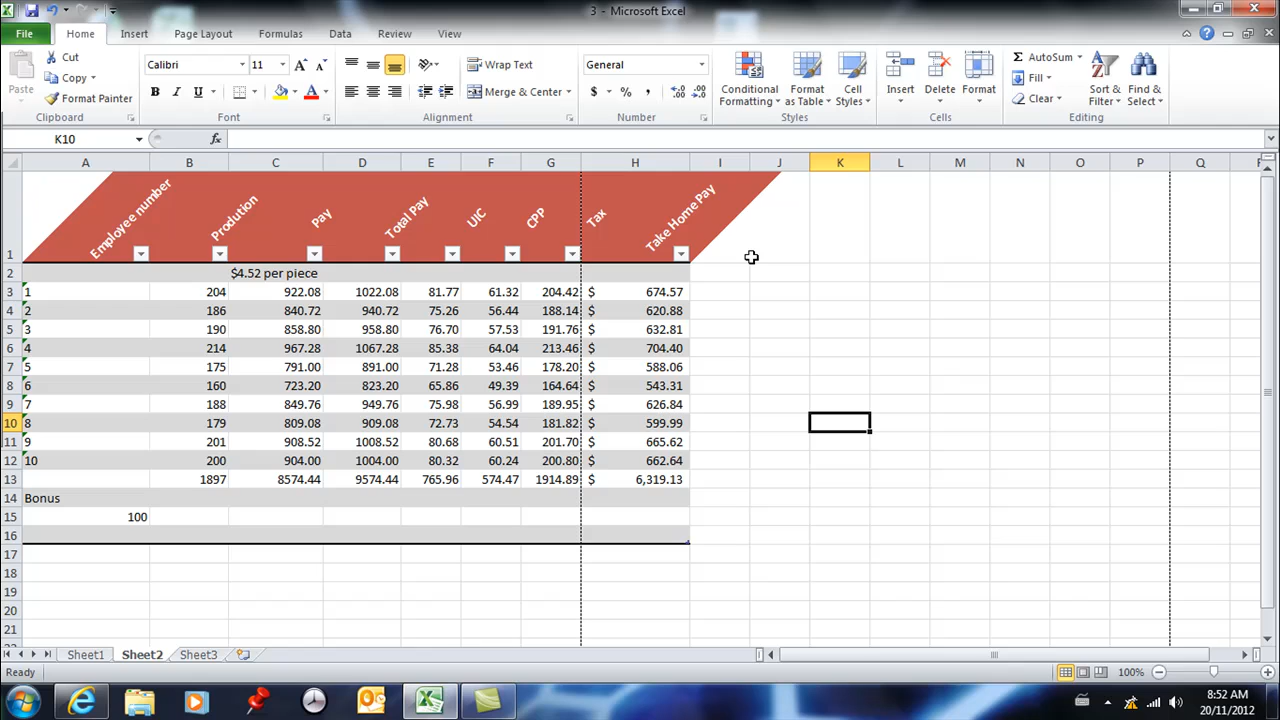 3 - Microsoft Excel
File Home Insert Page Layout Formulas Data Review View
Paste Cut Copy Format Painter Clipboard
Calibri 11 A A B I U A Font
Wrap Text Merge & Center Alignment
General $ % , Number
Conditional Formatting Format as Table Cell Styles Styles
Insert Delete Format Cells
Σ AutoSum Fill Clear Sort & Filter Find & Select Editing
K10 fx
A B C D E F G H I J K L M N O P Q
1 Employee number Prodution Pay Total Pay UIC CPP Tax Take Home Pay
2 $4.52 per piece
3 1 204 922.08 1022.08 81.77 61.32 204.42 $ 674.57
4 2 186 840.72 940.72 75.26 56.44 188.14 $ 620.88
5 3 190 858.80 958.80 76.70 57.53 191.76 $ 632.81
6 4 214 967.28 1067.28 85.38 64.04 213.46 $ 704.40
7 5 175 791.00 891.00 71.28 53.46 178.20 $ 588.06
8 6 160 723.20 823.20 65.86 49.39 164.64 $ 543.31
9 7 188 849.76 949.76 75.98 56.99 189.95 $ 626.84
10 8 179 809.08 909.08 72.73 54.54 181.82 $ 599.99
11 9 201 908.52 1008.52 80.68 60.51 201.70 $ 665.62
12 10 200 904.00 1004.00 80.32 60.24 200.80 $ 662.64
13 1897 8574.44 9574.44 765.96 574.47 1914.89 $ 6,319.13
14 Bonus
15 100
16
17
18
19
20
21
Sheet1 Sheet2 Sheet3
Ready 100%
8:52 AM
20/11/2012